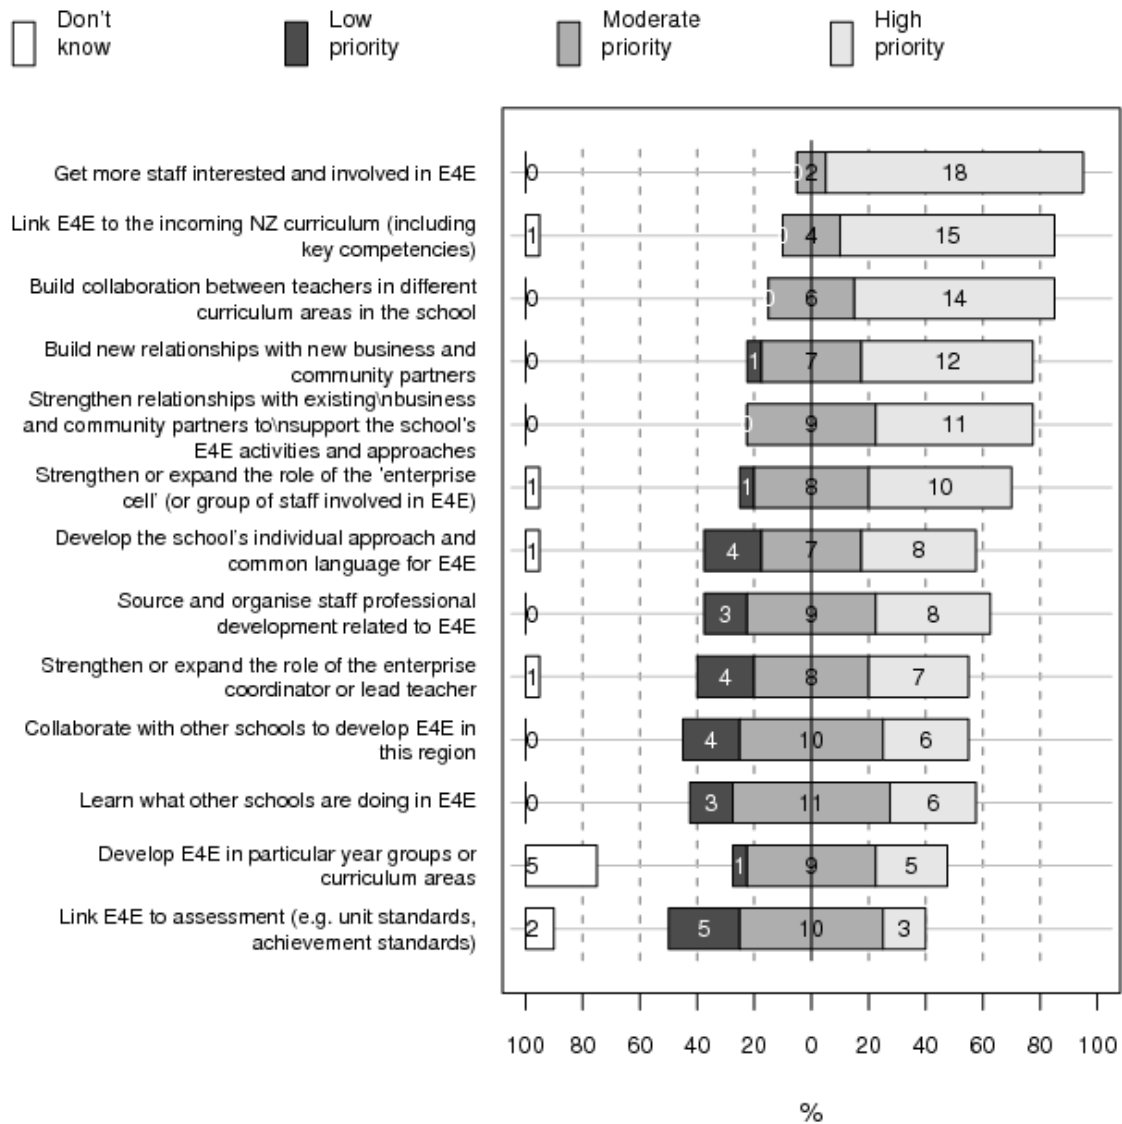 Don't know
Low priority
Moderate priority
High priority
Get more staff interested and involved in E4E
0 0 2 18
Link E4E to the incoming NZ curriculum (including
key competencies)
1 0 4 15
Build collaboration between teachers in different
curriculum areas in the school
0 0 6 14
Build new relationships with new business and
community partners
0 1 7 12
Strengthen relationships with existing\nbusiness
and community partners to\nsupport the school's
E4E activities and approaches
0 0 9 11
Strengthen or expand the role of the 'enterprise
cell' (or group of staff involved in E4E)
1 1 8 10
Develop the school's individual approach and
common language for E4E
1 4 7 8
Source and organise staff professional
development related to E4E
0 3 9 8
Strengthen or expand the role of the enterprise
coordinator or lead teacher
1 4 8 7
Collaborate with other schools to develop E4E in
this region
0 4 10 6
Learn what other schools are doing in E4E
0 3 11 6
Develop E4E in particular year groups or
curriculum areas
5 1 9 5
Link E4E to assessment (e.g. unit standards,
achievement standards)
2 5 10 3
100 80 60 40 20 0 20 40 60 80 100
%